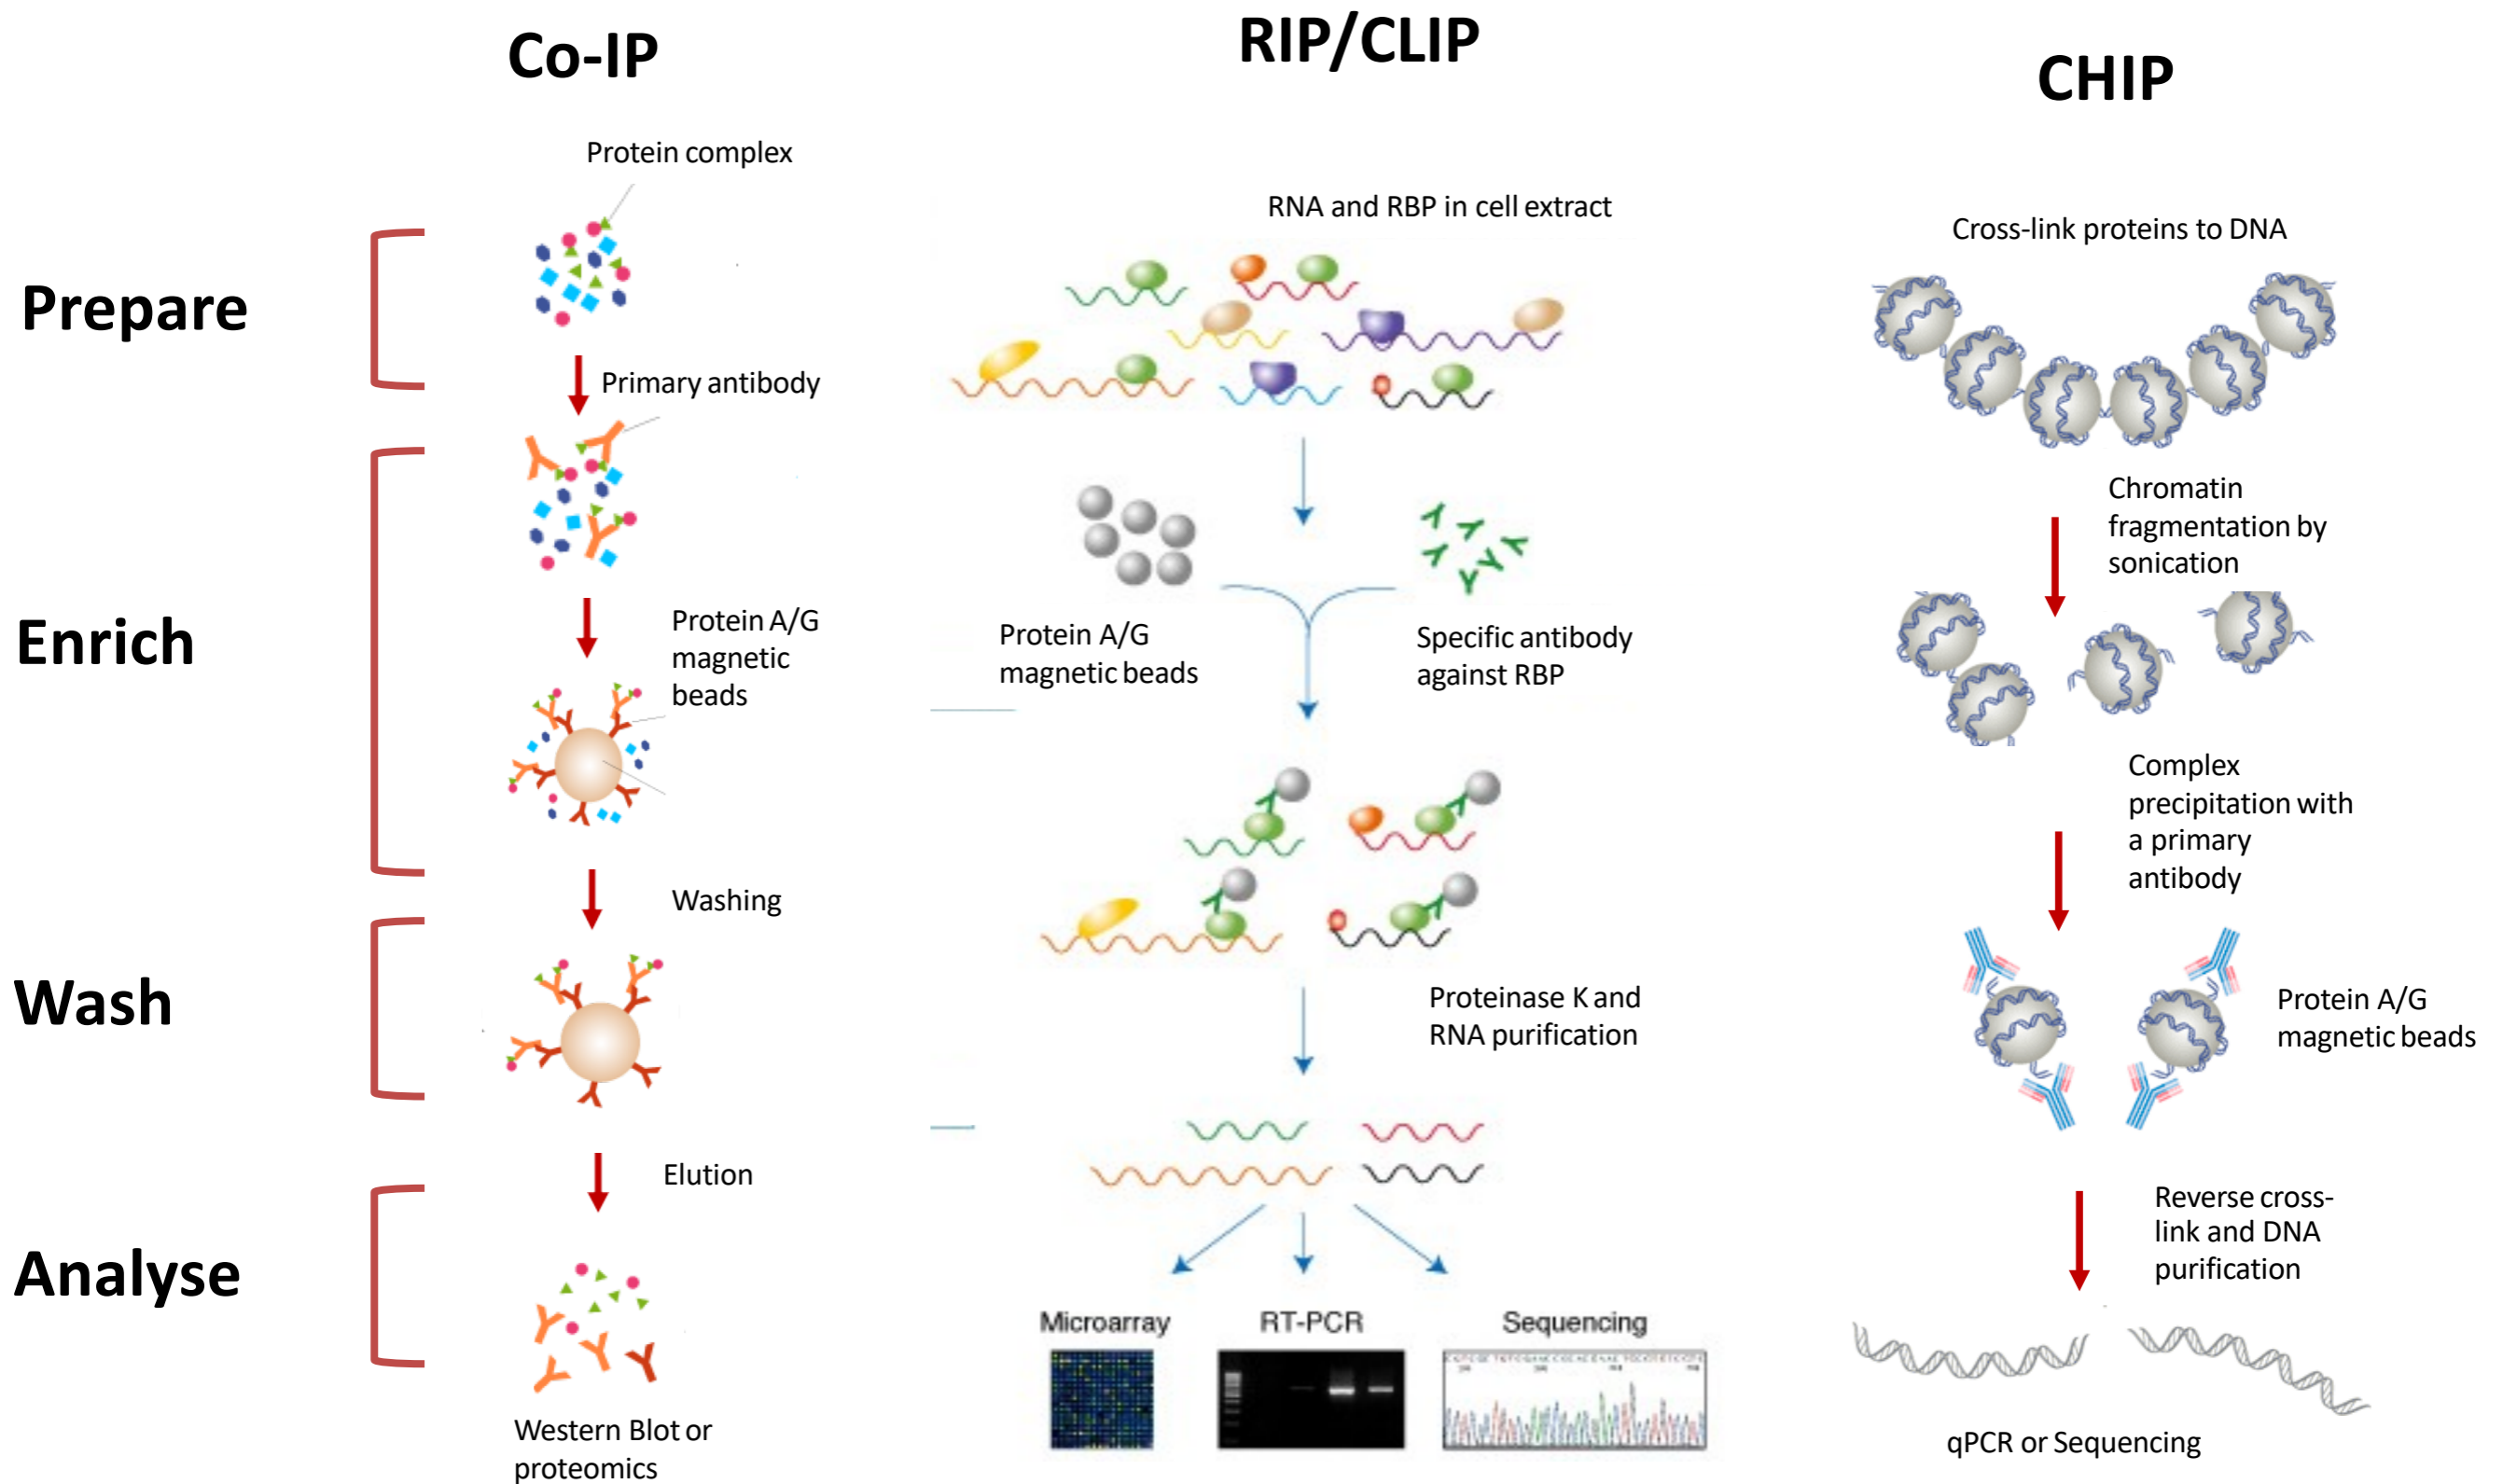 Co-IP
RIP/CLIP
CHIP
Prepare
Enrich
Wash
Analyse
Protein complex
Primary antibody
Protein A/G
magnetic
beads
Washing
Elution
Western Blot or
proteomics
RNA and RBP in cell extract
Protein A/G
magnetic beads
Specific antibody
against RBP
Proteinase K and
RNA purification
Microarray
RT-PCR
Sequencing
Cross-link proteins to DNA
Chromatin
fragmentation by
sonication
Complex
precipitation with
a primary
antibody
Protein A/G
magnetic beads
Reverse cross-
link and DNA
purification
qPCR or Sequencing